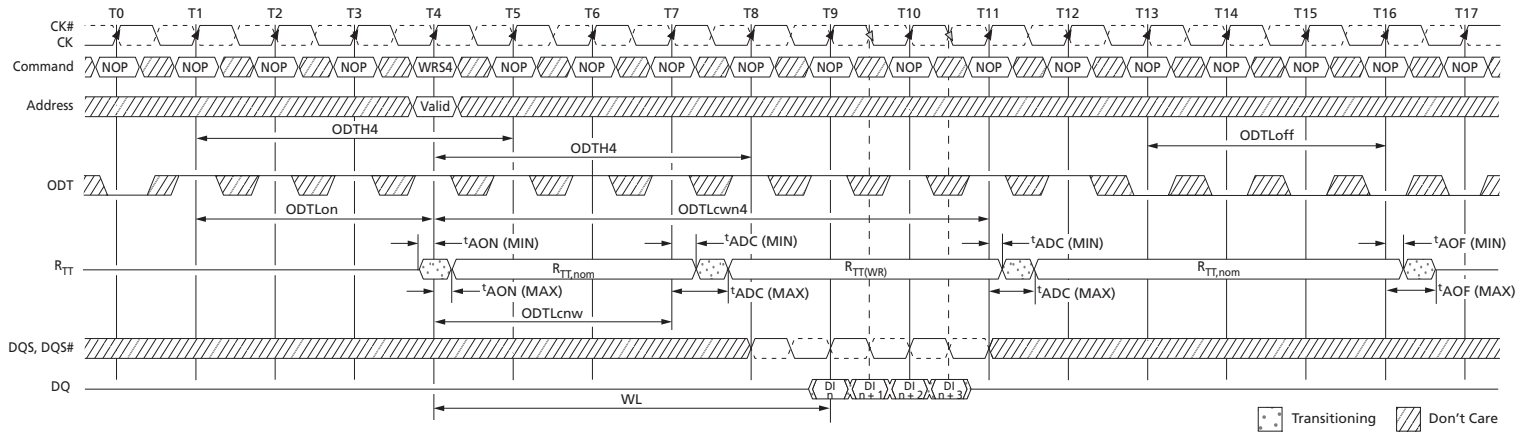 T0 T1 T2 T3 T4 T5 T6 T7 T8 T9 T10 T11 T12 T13 T14 T15 T16 T17
CK#
CK
Command NOP NOP NOP NOP WRS4 NOP NOP NOP NOP NOP NOP NOP NOP NOP NOP NOP NOP NOP
Address Valid
ODTH4 ODTLoff
ODTH4
ODT
ODTLon ODTLcwn4
tAON (MIN) tADC (MIN) tADC (MIN) tAOF (MIN)
RTT RTT,nom RTT(WR) RTT,nom
tAON (MAX) tADC (MAX) tADC (MAX) tAOF (MAX)
ODTLcnw
DQS, DQS#
DQ DI n DI n + 1 DI n + 2 DI n + 3
WL
Transitioning Don't Care